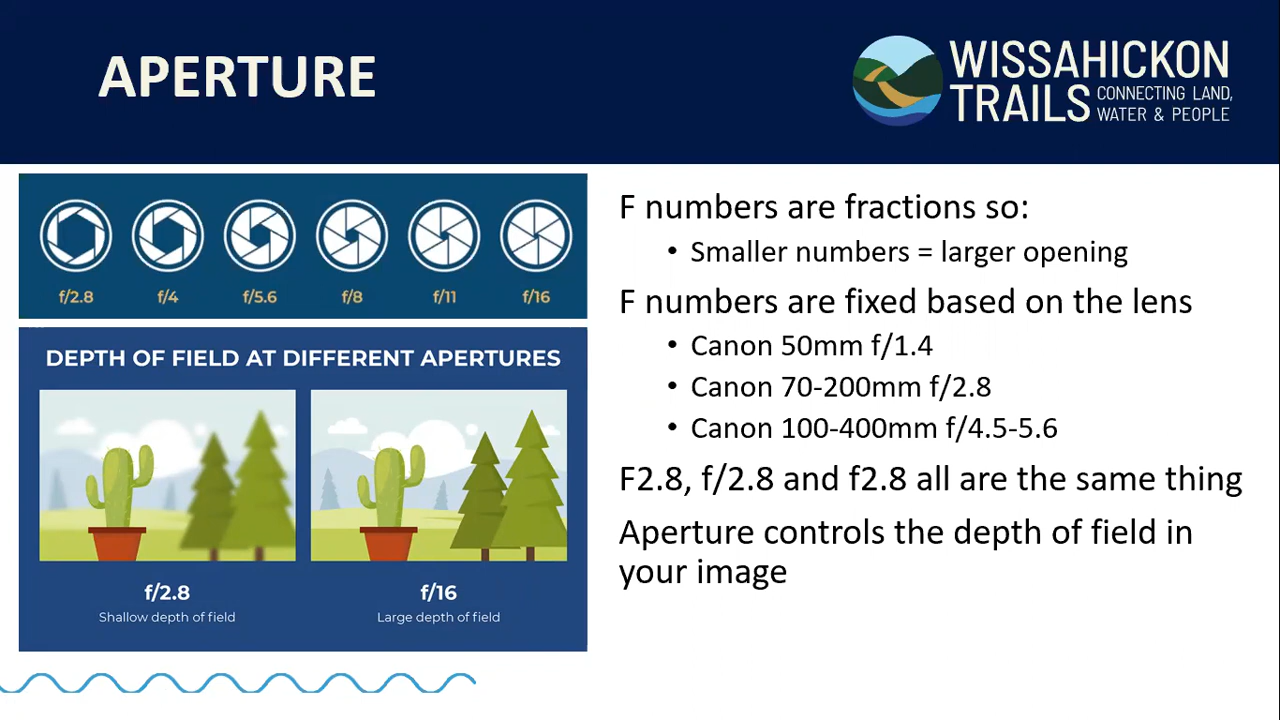 APERTURE
WISSAHICKON
TRAILS CONNECTING LAND,
WATER & PEOPLE
f/2.8 f/4 f/5.6 f/8 f/11 f/16
DEPTH OF FIELD AT DIFFERENT APERTURES
f/2.8 f/16
Shallow depth of field Large depth of field
F numbers are fractions so:
• Smaller numbers = larger opening
F numbers are fixed based on the lens
• Canon 50mm f/1.4
• Canon 70-200mm f/2.8
• Canon 100-400mm f/4.5-5.6
F2.8, f/2.8 and f2.8 all are the same thing
Aperture controls the depth of field in
your image